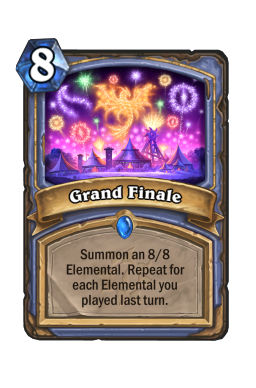 8
Grand Finale
Summon an 8/8
Elemental. Repeat for
each Elemental you
played last turn.